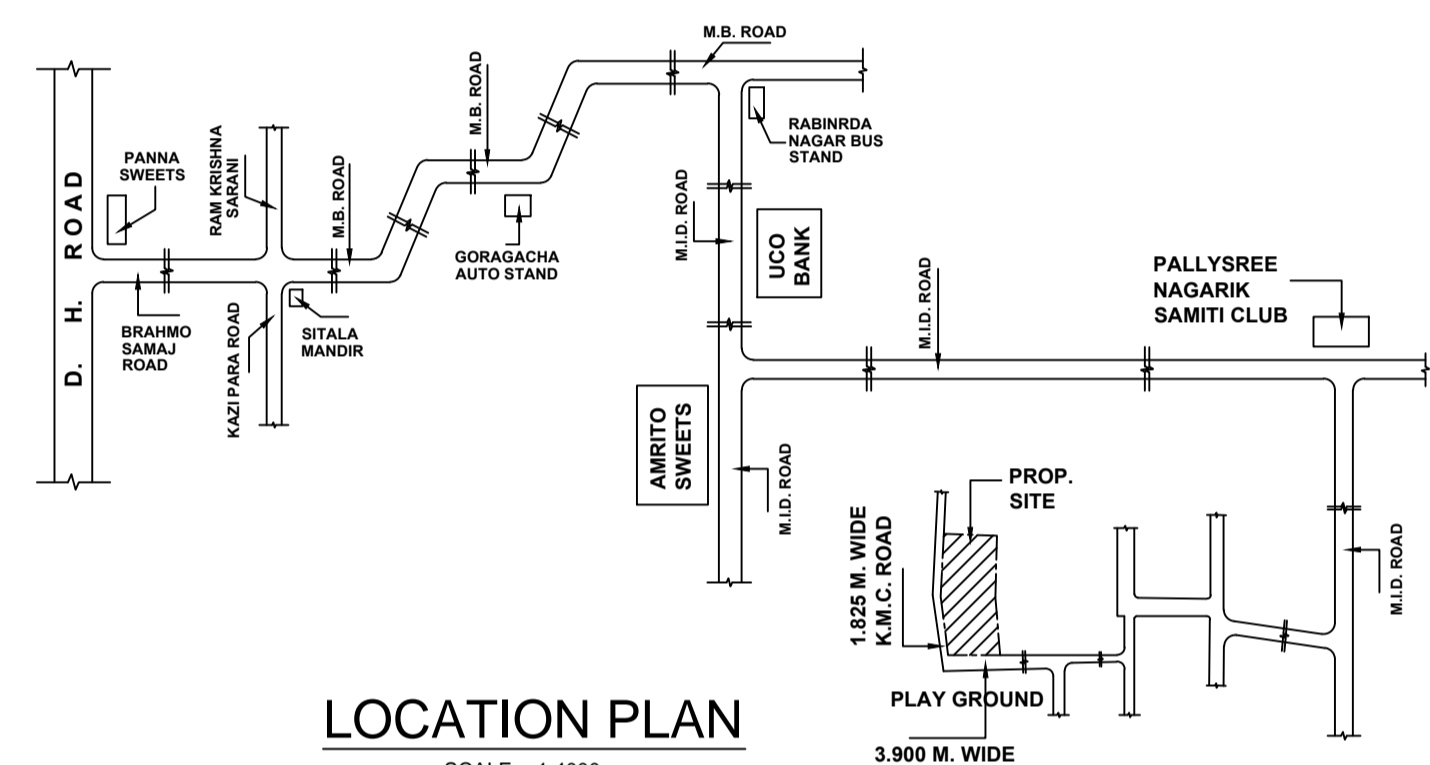 M.B. ROAD
M.B. ROAD
RABINRDA
NAGAR BUS
STAND
PANNA
SWEETS
RAM KRISHNA
SARANI
M.B. ROAD
D. H. ROAD
GORAGACHA
AUTO STAND
M.I.D. ROAD
UCO
BANK
PALLYSREE
NAGARIK
SAMITI CLUB
BRAHMO
SAMAJ
ROAD
KAZI PARA ROAD
SITALA
MANDIR
M.I.D. ROAD
AMRITO
SWEETS
M.I.D. ROAD
PROP.
SITE
1.825 M. WIDE
K.M.C. ROAD
M.I.D. ROAD
PLAY GROUND
3.900 M. WIDE
LOCATION PLAN